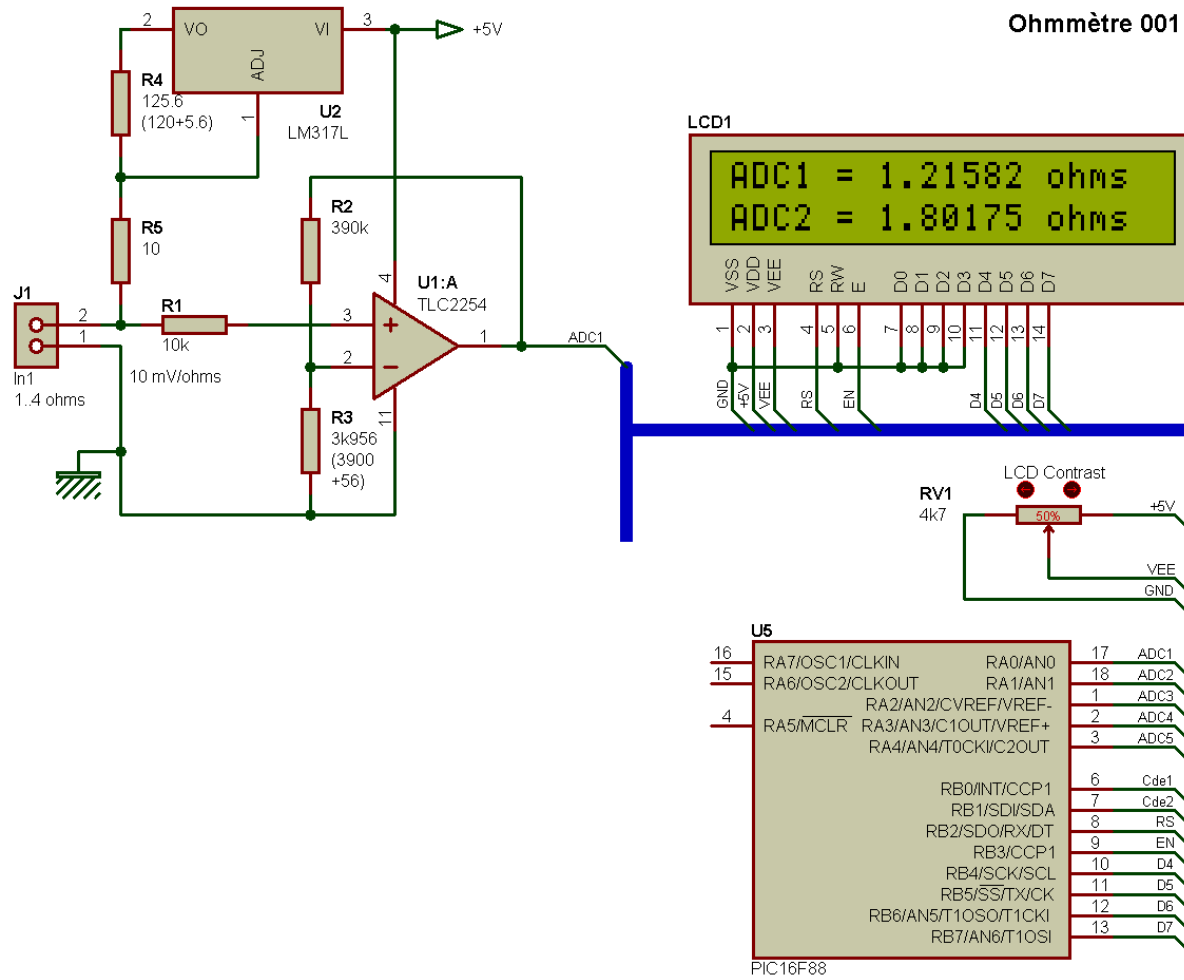 Ohmmètre 001
2
VO
VI
3
+5V
ADJ
1
U2
LM317L
R4
125.6
(120+5.6)
R5
10
R2
390k
4
U1:A
TLC2254
J1
2
1
In1
1..4 ohms
R1
10k
10 mV/ohms
3
+
2
−
1
ADC1
11
R3
3k956
(3900
+56)
LCD1
ADC1 = 1.21582 ohms
ADC2 = 1.80175 ohms
VSS VDD VEE RS RW E D0 D1 D2 D3 D4 D5 D6 D7
1 2 3 4 5 6 7 8 9 10 11 12 13 14
GND +5V VEE RS EN D4 D5 D6 D7
LCD Contrast
RV1
4k7
50%
+5V
VEE
GND
U5
16 RA7/OSC1/CLKIN RA0/AN0 17 ADC1
15 RA6/OSC2/CLKOUT RA1/AN1 18 ADC2
RA2/AN2/CVREF/VREF- 1 ADC3
4 RA5/MCLR RA3/AN3/C1OUT/VREF+ 2 ADC4
RA4/AN4/T0CKI/C2OUT 3 ADC5
RB0/INT/CCP1 6 Cde1
RB1/SDI/SDA 7 Cde2
RB2/SDO/RX/DT 8 RS
RB3/CCP1 9 EN
RB4/SCK/SCL 10 D4
RB5/SS/TX/CK 11 D5
RB6/AN5/T1OSO/T1CKI 12 D6
RB7/AN6/T1OSI 13 D7
PIC16F88